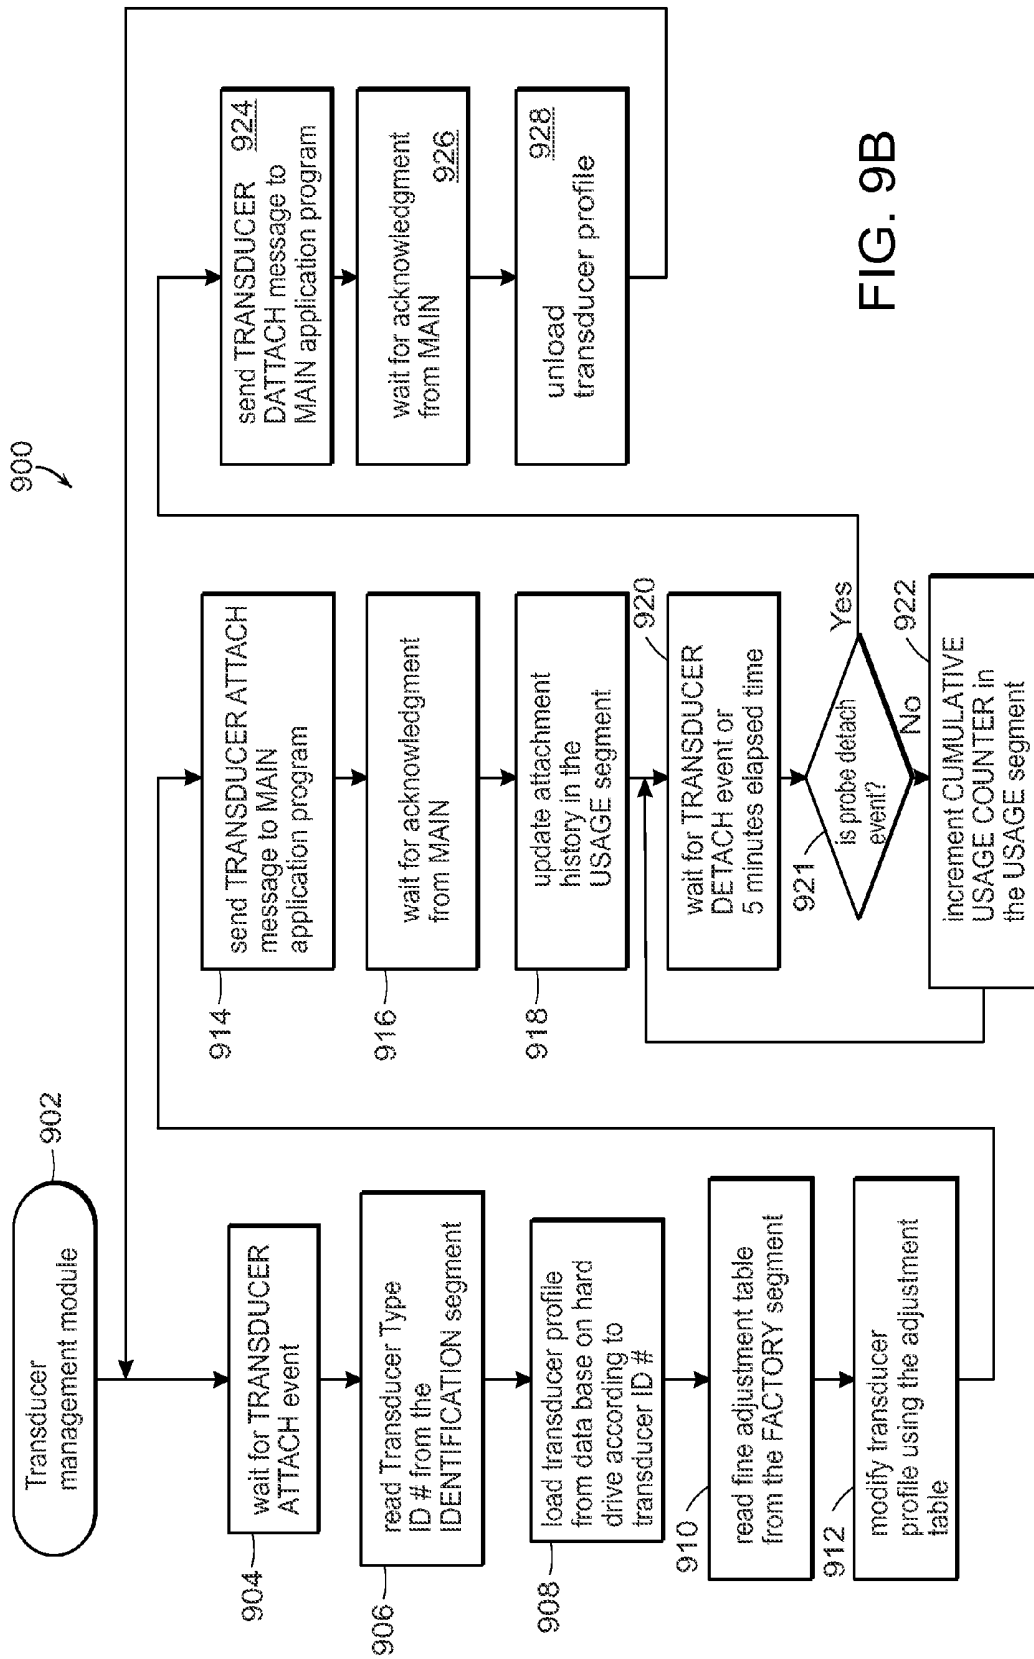 900
Transducer
management module
902
wait for TRANSDUCER
ATTACH event
904
read Transducer Type
ID # from the
IDENTIFICATION segment
906
load transducer profile
from data base on hard
drive according to
transducer ID #
908
read fine adjustment table
from the FACTORY segment
910
modify transducer
profile using the adjustment
table
912
send TRANSDUCER ATTACH
message to MAIN
application program
914
wait for acknowledgment
from MAIN
916
update attachment
history in the
USAGE segment
918
wait for TRANSDUCER
DETACH event or
5 minutes elapsed time
920
is probe detach
event?
921
Yes
No
increment CUMULATIVE
USAGE COUNTER in
the USAGE segment
922
send TRANSDUCER 924
DATTACH message to
MAIN application program
wait for acknowledgment
from MAIN 926
928
unload
transducer profile
FIG. 9B